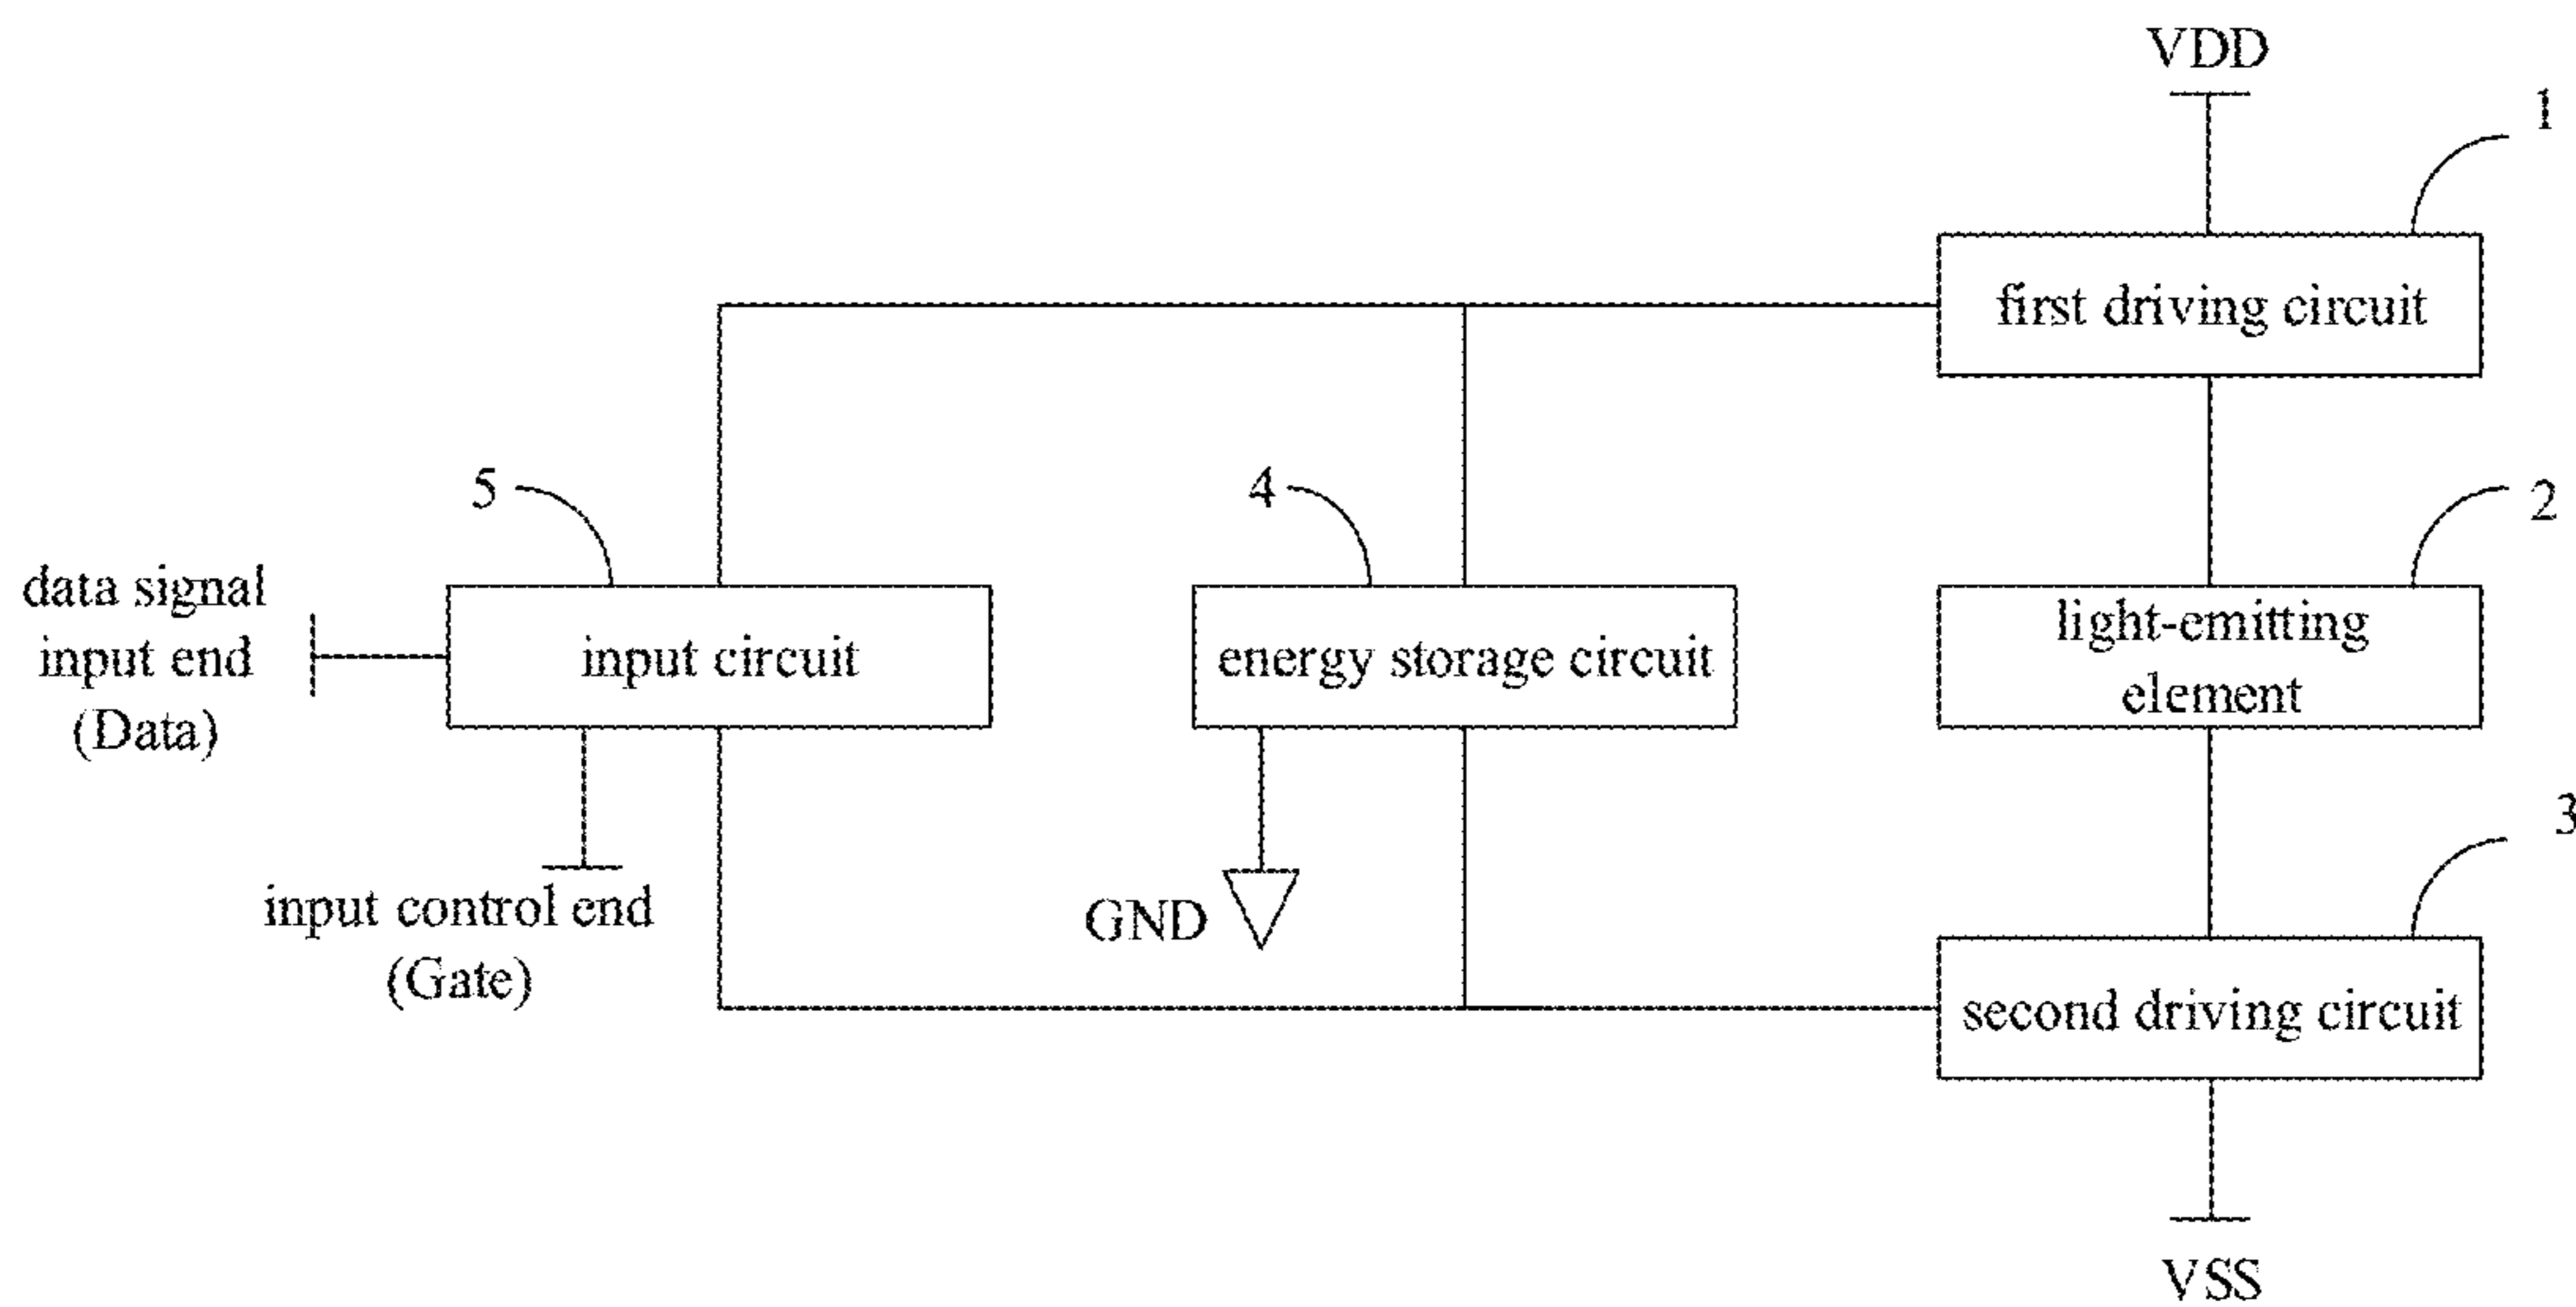 VDD
1
first driving circuit
5
4
2
data signal
input end
(Data)
input circuit
energy storage circuit
light-emitting
element
3
input control end
(Gate)
GND
second driving circuit
VSS